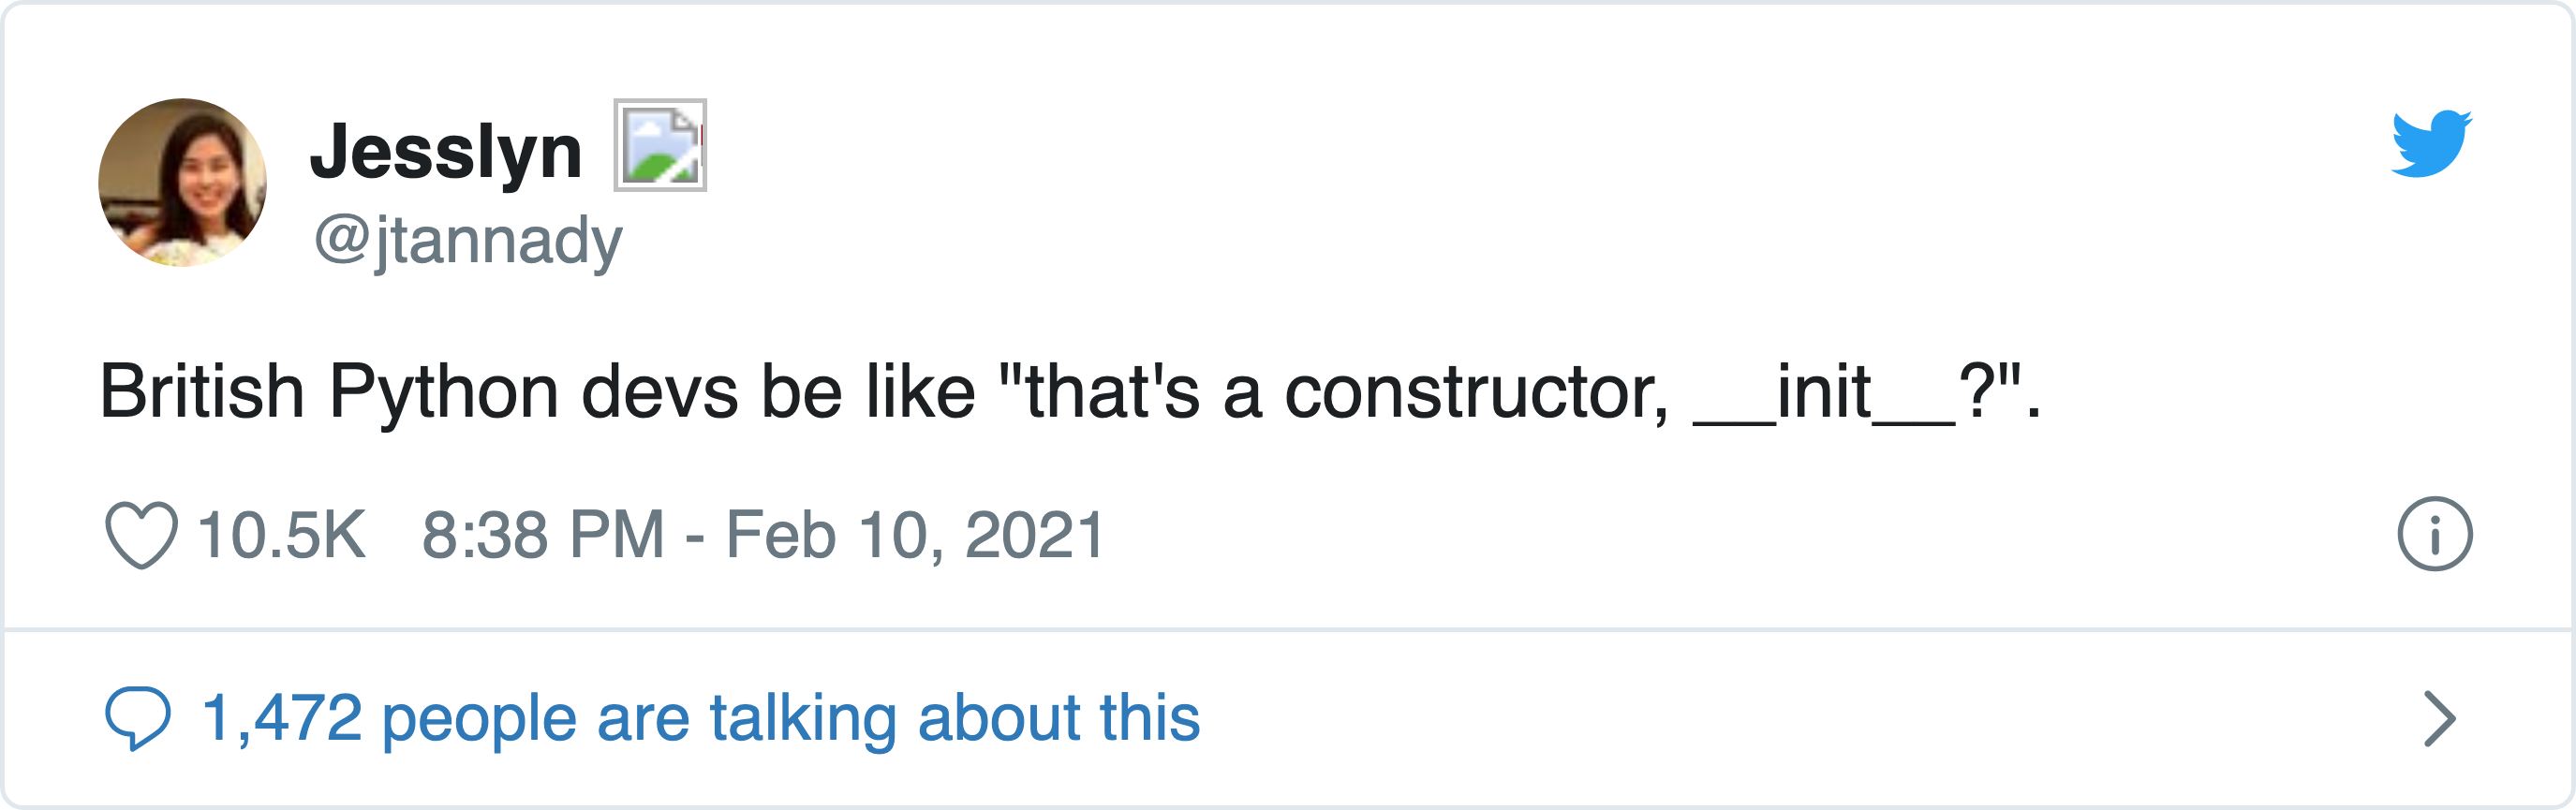 Jesslyn
@jtannady
British Python devs be like "that's a constructor, __init__?".
10.5K 8:38 PM - Feb 10, 2021
1,472 people are talking about this